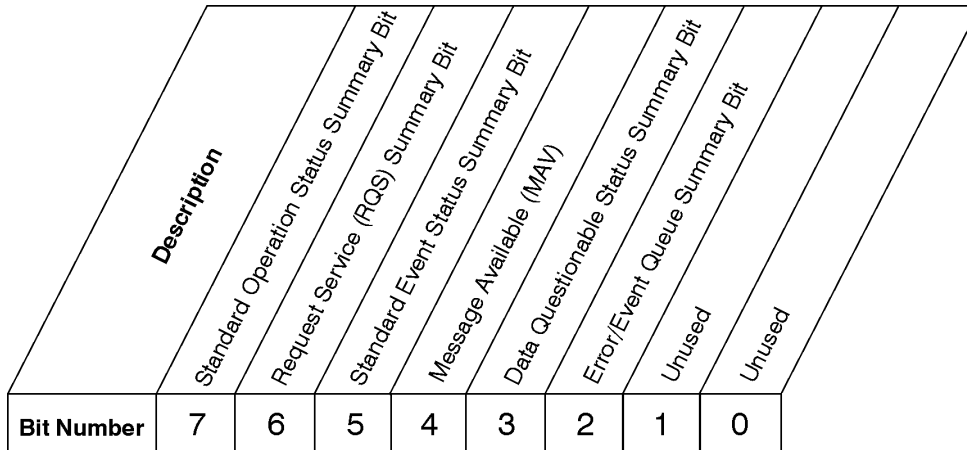 Description
Standard Operation Status Summary Bit
Request Service (RQS) Summary Bit
Standard Event Status Summary Bit
Message Available (MAV)
Data Questionable Status Summary Bit
Error/Event Queue Summary Bit
Unused
Unused
Bit Number 7 6 5 4 3 2 1 0